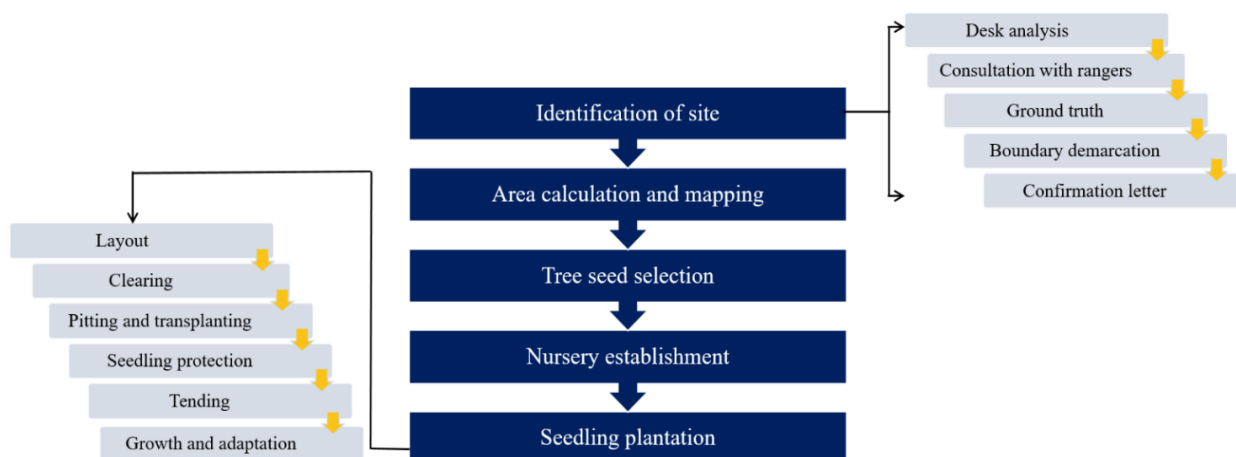 Desk analysis
Consultation with rangers
Ground truth
Boundary demarcation
Confirmation letter
Identification of site
Area calculation and mapping
Tree seed selection
Nursery establishment
Seedling plantation
Layout
Clearing
Pitting and transplanting
Seedling protection
Tending
Growth and adaptation